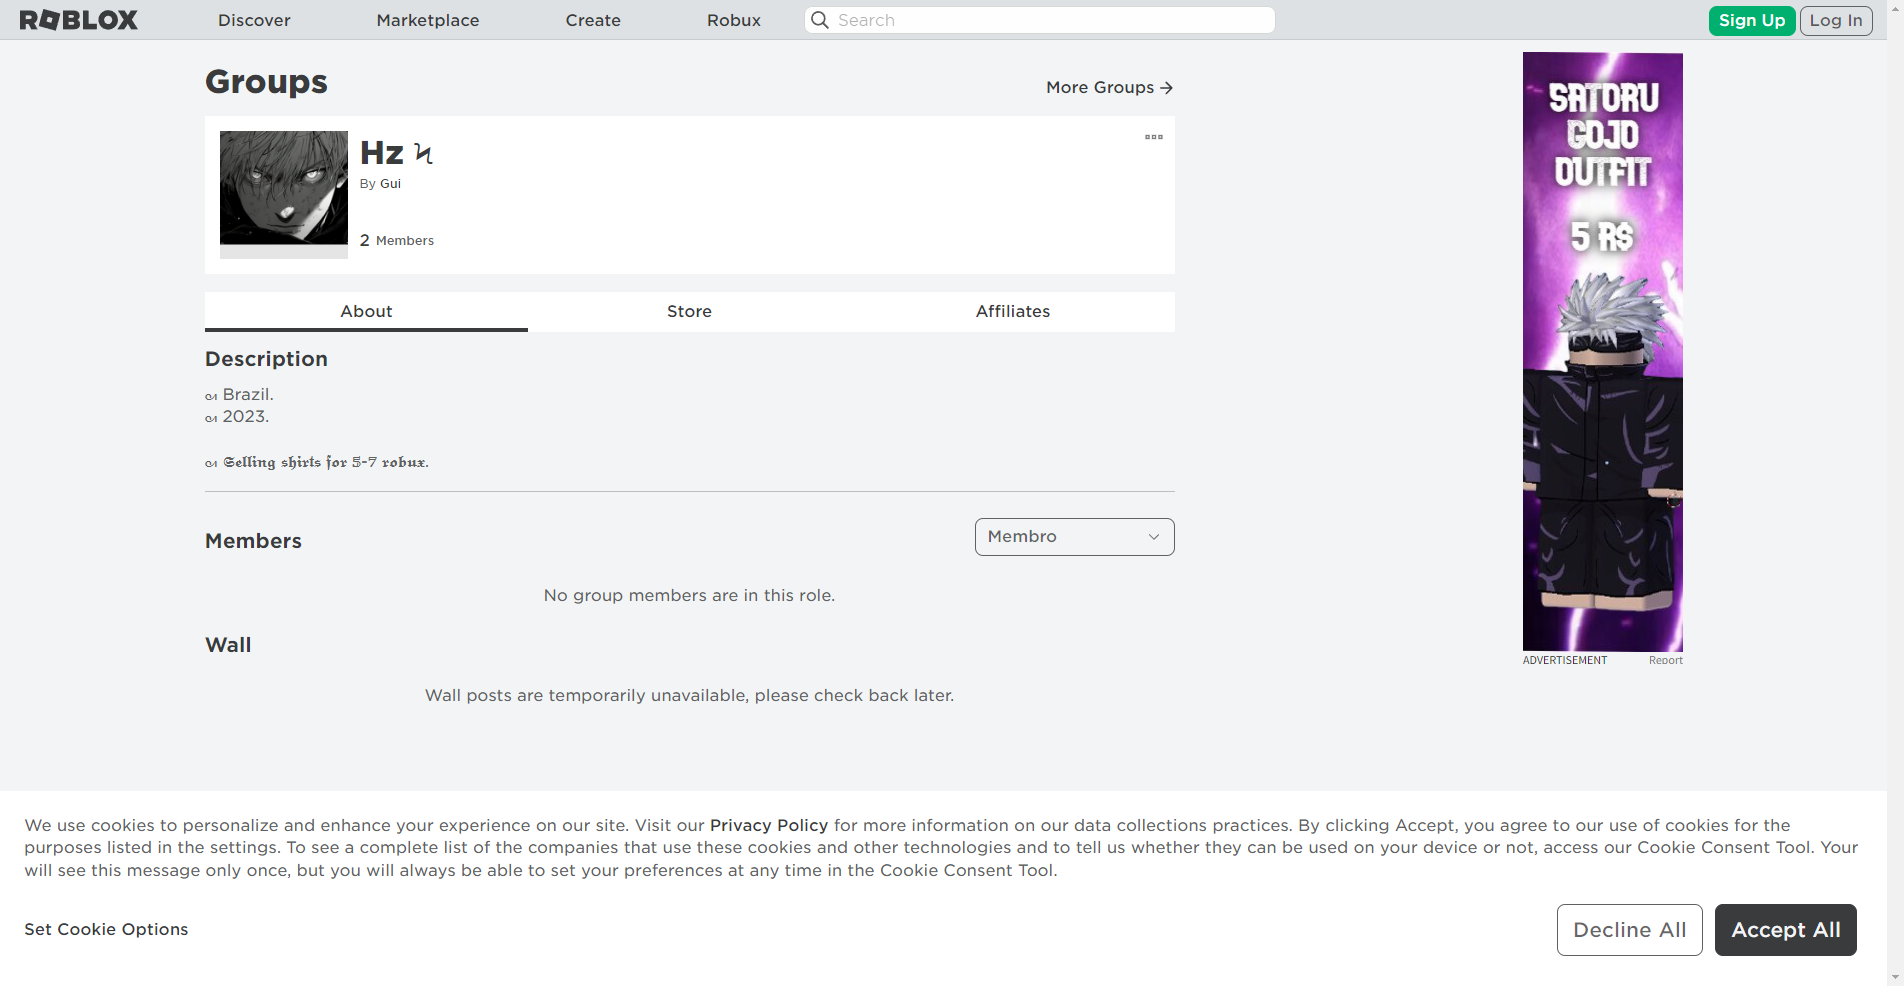 ROBLOX
Discover
Marketplace
Create
Robux
Search
Sign Up
Log In
Groups
More Groups →
Hz Ϟ
By Gui
2 Members
About
Store
Affiliates
Description
ഹ Brazil.
ഹ 2023.
ഹ 𝕾𝖊𝖑𝖑𝖎𝖓𝖌 𝖘𝖍𝖎𝖗𝖙𝖘 𝖋𝖔𝖗 𝟻-𝟽 𝖗𝖔𝖇𝖚𝖝.
Members
Membro
No group members are in this role.
Wall
Wall posts are temporarily unavailable, please check back later.
SATORU
GOJO
OUTFIT
5 R$
ADVERTISEMENT
Report
We use cookies to personalize and enhance your experience on our site. Visit our Privacy Policy for more information on our data collections practices. By clicking Accept, you agree to our use of cookies for the
purposes listed in the settings. To see a complete list of the companies that use these cookies and other technologies and to tell us whether they can be used on your device or not, access our Cookie Consent Tool. Your
will see this message only once, but you will always be able to set your preferences at any time in the Cookie Consent Tool.
Set Cookie Options
Decline All
Accept All